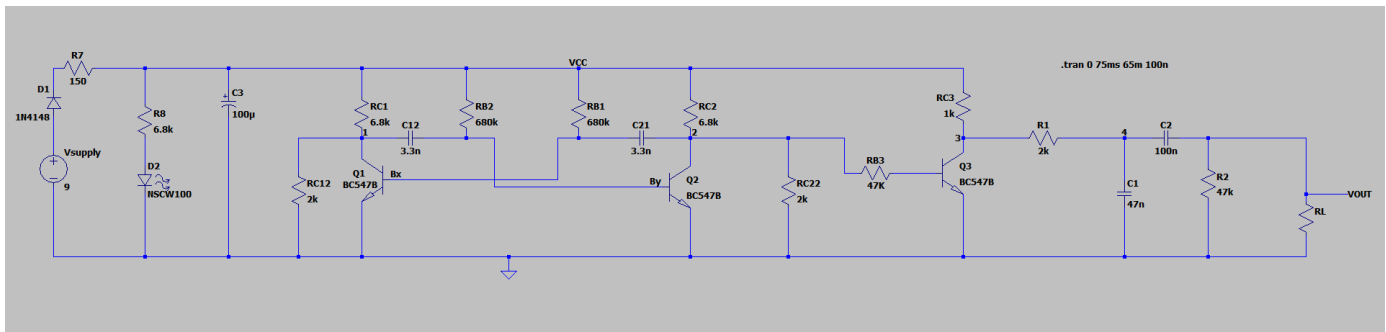 R7
150
D1
1N4148
Vsupply
9
R8
6.8k
D2
NSCW100
+
C3
100µ
VCC
.tran 0 75ms 65m 100n
RC1
6.8k
1
C12
3.3n
RB2
680k
RB1
680k
C21
3.3n
RC2
6.8k
2
RC12
2k
Q1
BC547B
Bx
By
Q2
BC547B
RC22
2k
RB3
47K
RC3
1k
3
Q3
BC547B
R1
2k
4
C2
100n
C1
47n
R2
47k
RL
VOUT